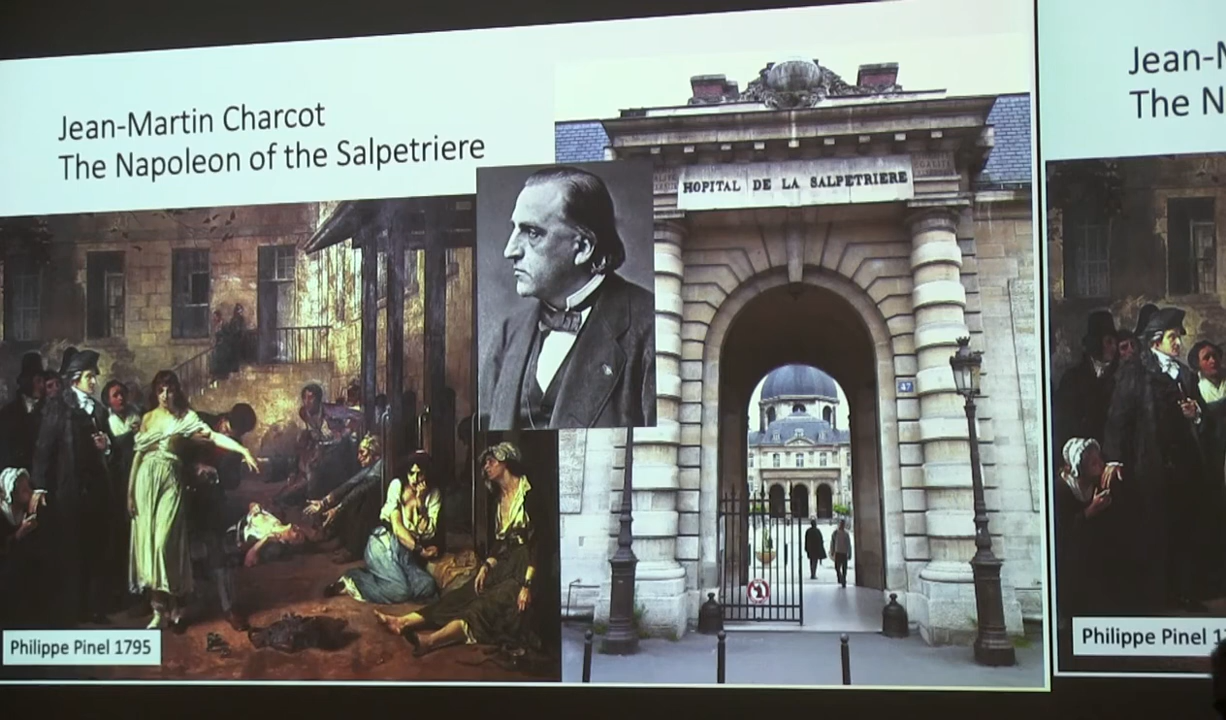 Jean-Martin Charcot
The Napoleon of the Salpetriere
HOPITAL DE LA SALPETRIERE
47
Philippe Pinel 1795
Jean-
The N
Philippe Pinel 1